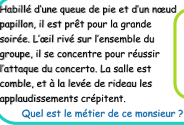 Habillé d'une queue de pie et d'un nœud
papillon, il est prêt pour la grande
soirée. L'œil rivé sur l'ensemble du
groupe, il se concentre pour réussir
l'attaque du concerto. La salle est
comble, et à la levée de rideau les
applaudissements crépitent.
Quel est le métier de ce monsieur ?